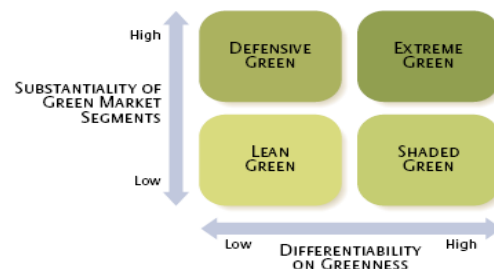 High
DEFENSIVE
GREEN
EXTREME
GREEN
SUBSTANTIALITY OF
GREEN MARKET
SEGMENTS
LEAN
GREEN
SHADED
GREEN
Low
Low
High
DIFFERENTIABILITY
ON GREENNESS